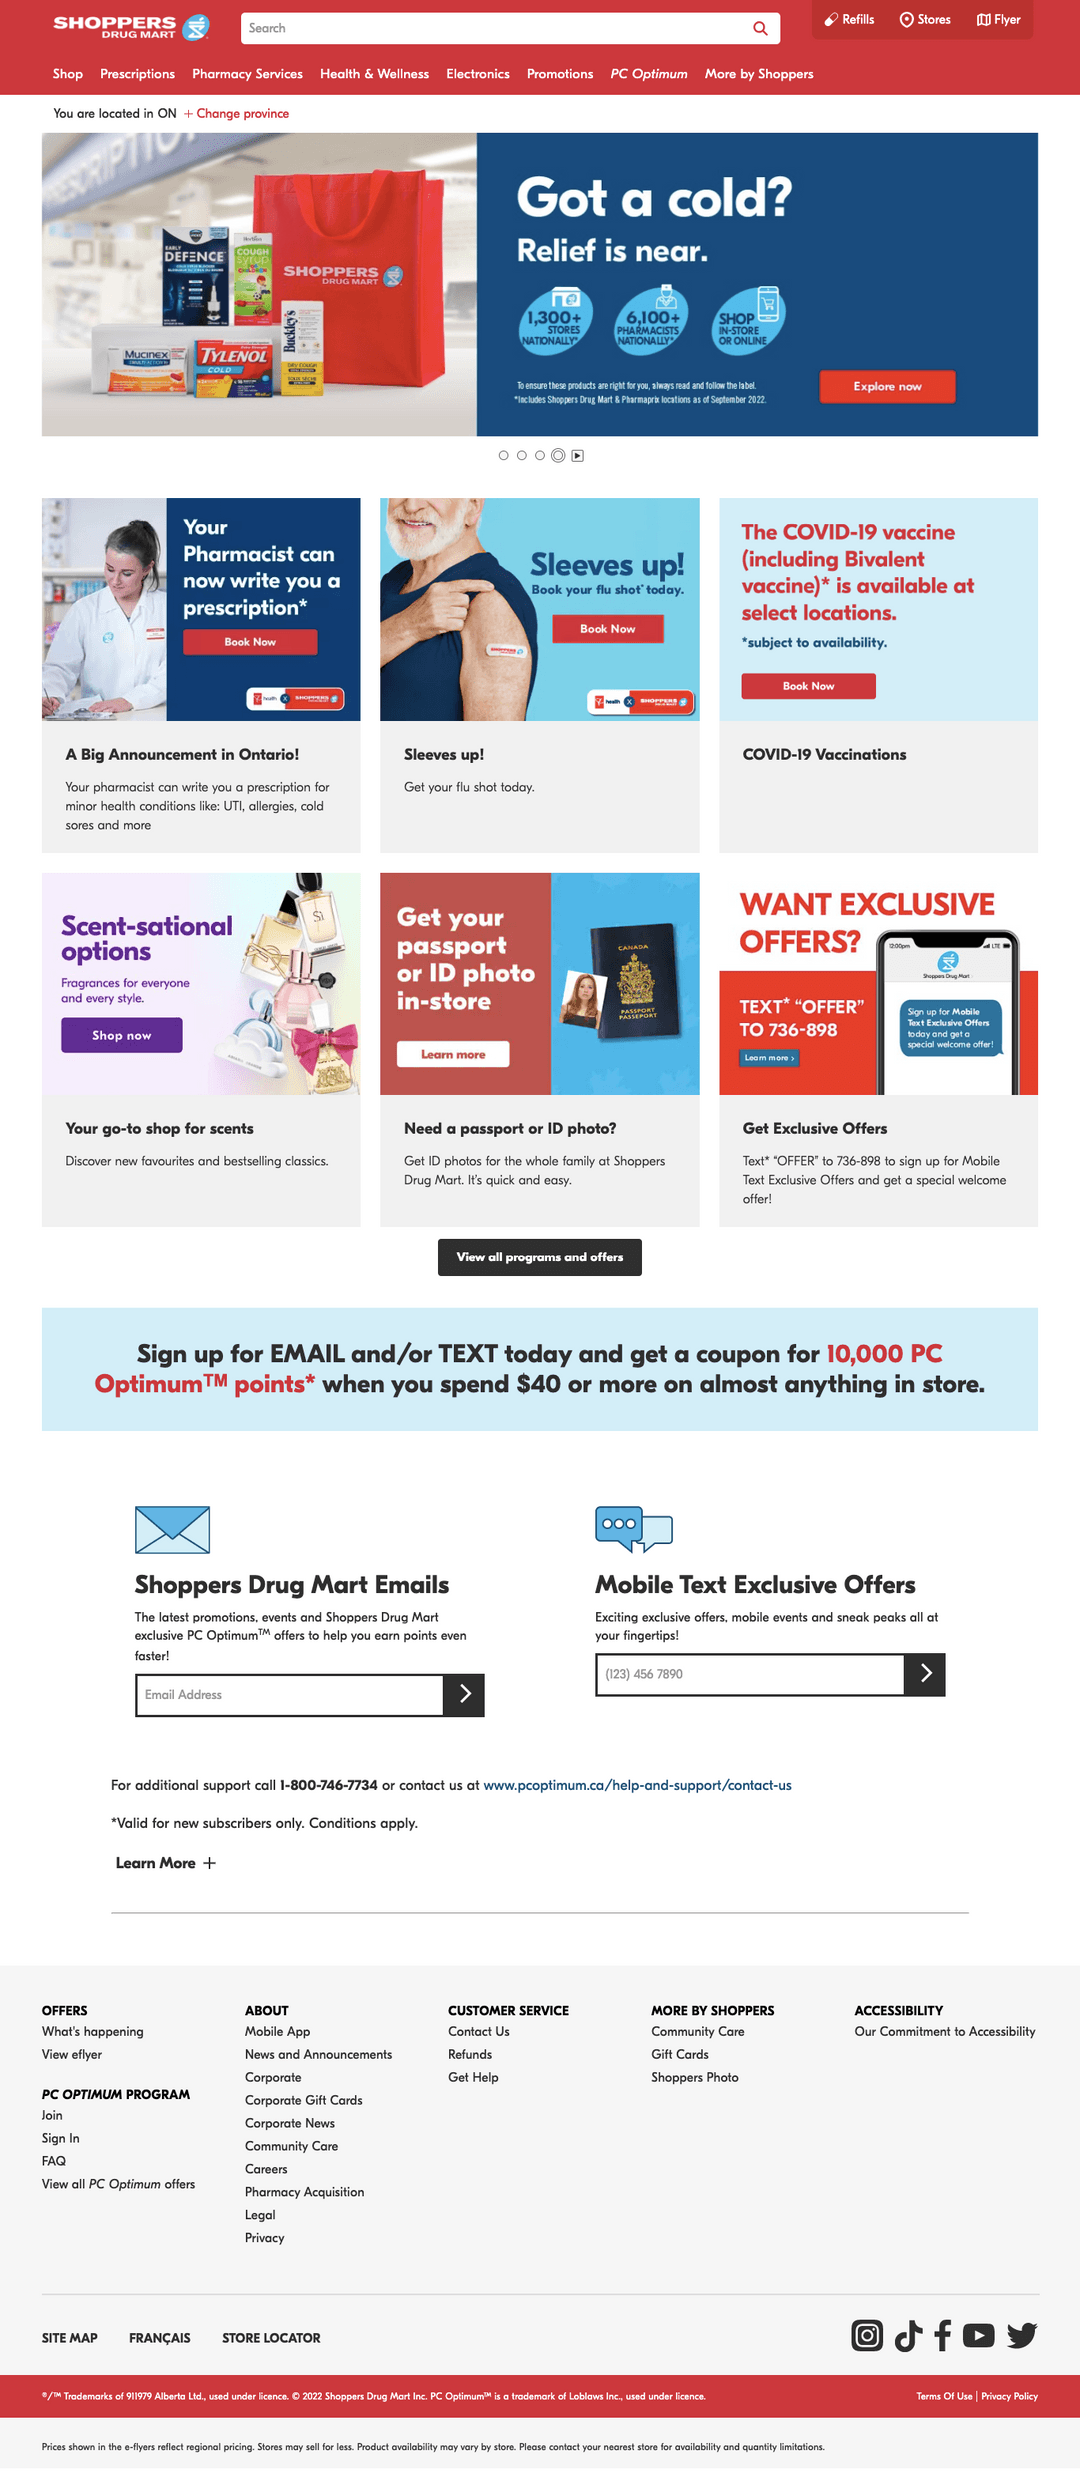 SHOPPERS
DRUG MART
Search
Refills
Stores
Flyer
Shop Prescriptions Pharmacy Services Health & Wellness Electronics Promotions PC Optimum More by Shoppers
You are located in ON + Change province
PRESCRIPTION
EARLY
DEFENCE
COUGH
syrup
SHOPPERS
DRUG MART
Buckley's
Mucinex
TYLENOL
COLD
Got a cold?
Relief is near.
1,300+
STORES
NATIONALLY*
6,100+
PHARMACISTS
NATIONALLY*
SHOP
IN-STORE
OR ONLINE
To ensure these products are right for you, always read and follow the label.
*Includes Shoppers Drug Mart & Pharmaprix locations as of September 2022.
Explore now
Your
Pharmacist can
now write you a
prescription*
Book Now
health X SHOPPERS
A Big Announcement in Ontario!
Your pharmacist can write you a prescription for
minor health conditions like: UTI, allergies, cold
sores and more
Sleeves up!
Book your flu shot* today.
Book Now
SHOPPERS
health X SHOPPERS
Sleeves up!
Get your flu shot today.
The COVID-19 vaccine
(including Bivalent
vaccine)* is available at
select locations.
*subject to availability.
Book Now
COVID-19 Vaccinations
Scent-sational
options
Fragrances for everyone
and every style.
Shop now
Sì
Your go-to shop for scents
Discover new favourites and bestselling classics.
Get your
passport
or ID photo
in-store
Learn more
CANADA
PASSPORT
PASSEPORT
Need a passport or ID photo?
Get ID photos for the whole family at Shoppers
Drug Mart. It's quick and easy.
WANT EXCLUSIVE
OFFERS?
TEXT* “OFFER”
TO 736-898
Learn more >
12:00pm
LTE
Shoppers Drug Mart
Sign up for Mobile
Text Exclusive Offers
today and get a
special welcome offer!
Get Exclusive Offers
Text* “OFFER” to 736-898 to sign up for Mobile
Text Exclusive Offers and get a special welcome
offer!
View all programs and offers
Sign up for EMAIL and/or TEXT today and get a coupon for 10,000 PC
Optimum™ points* when you spend $40 or more on almost anything in store.
Shoppers Drug Mart Emails
The latest promotions, events and Shoppers Drug Mart
exclusive PC Optimum™ offers to help you earn points even
faster!
Email Address
Mobile Text Exclusive Offers
Exciting exclusive offers, mobile events and sneak peaks all at
your fingertips!
(123) 456 7890
For additional support call 1-800-746-7734 or contact us at www.pcoptimum.ca/help-and-support/contact-us
*Valid for new subscribers only. Conditions apply.
Learn More +
OFFERS
What's happening
View eflyer
PC OPTIMUM PROGRAM
Join
Sign In
FAQ
View all PC Optimum offers
ABOUT
Mobile App
News and Announcements
Corporate
Corporate Gift Cards
Corporate News
Community Care
Careers
Pharmacy Acquisition
Legal
Privacy
CUSTOMER SERVICE
Contact Us
Refunds
Get Help
MORE BY SHOPPERS
Community Care
Gift Cards
Shoppers Photo
ACCESSIBILITY
Our Commitment to Accessibility
SITE MAP FRANÇAIS STORE LOCATOR
®/™ Trademarks of 911979 Alberta Ltd., used under licence. © 2022 Shoppers Drug Mart Inc. PC Optimum™ is a trademark of Loblaws Inc., used under licence.
Terms Of Use | Privacy Policy
Prices shown in the e-flyers reflect regional pricing. Stores may sell for less. Product availability may vary by store. Please contact your nearest store for availability and quantity limitations.